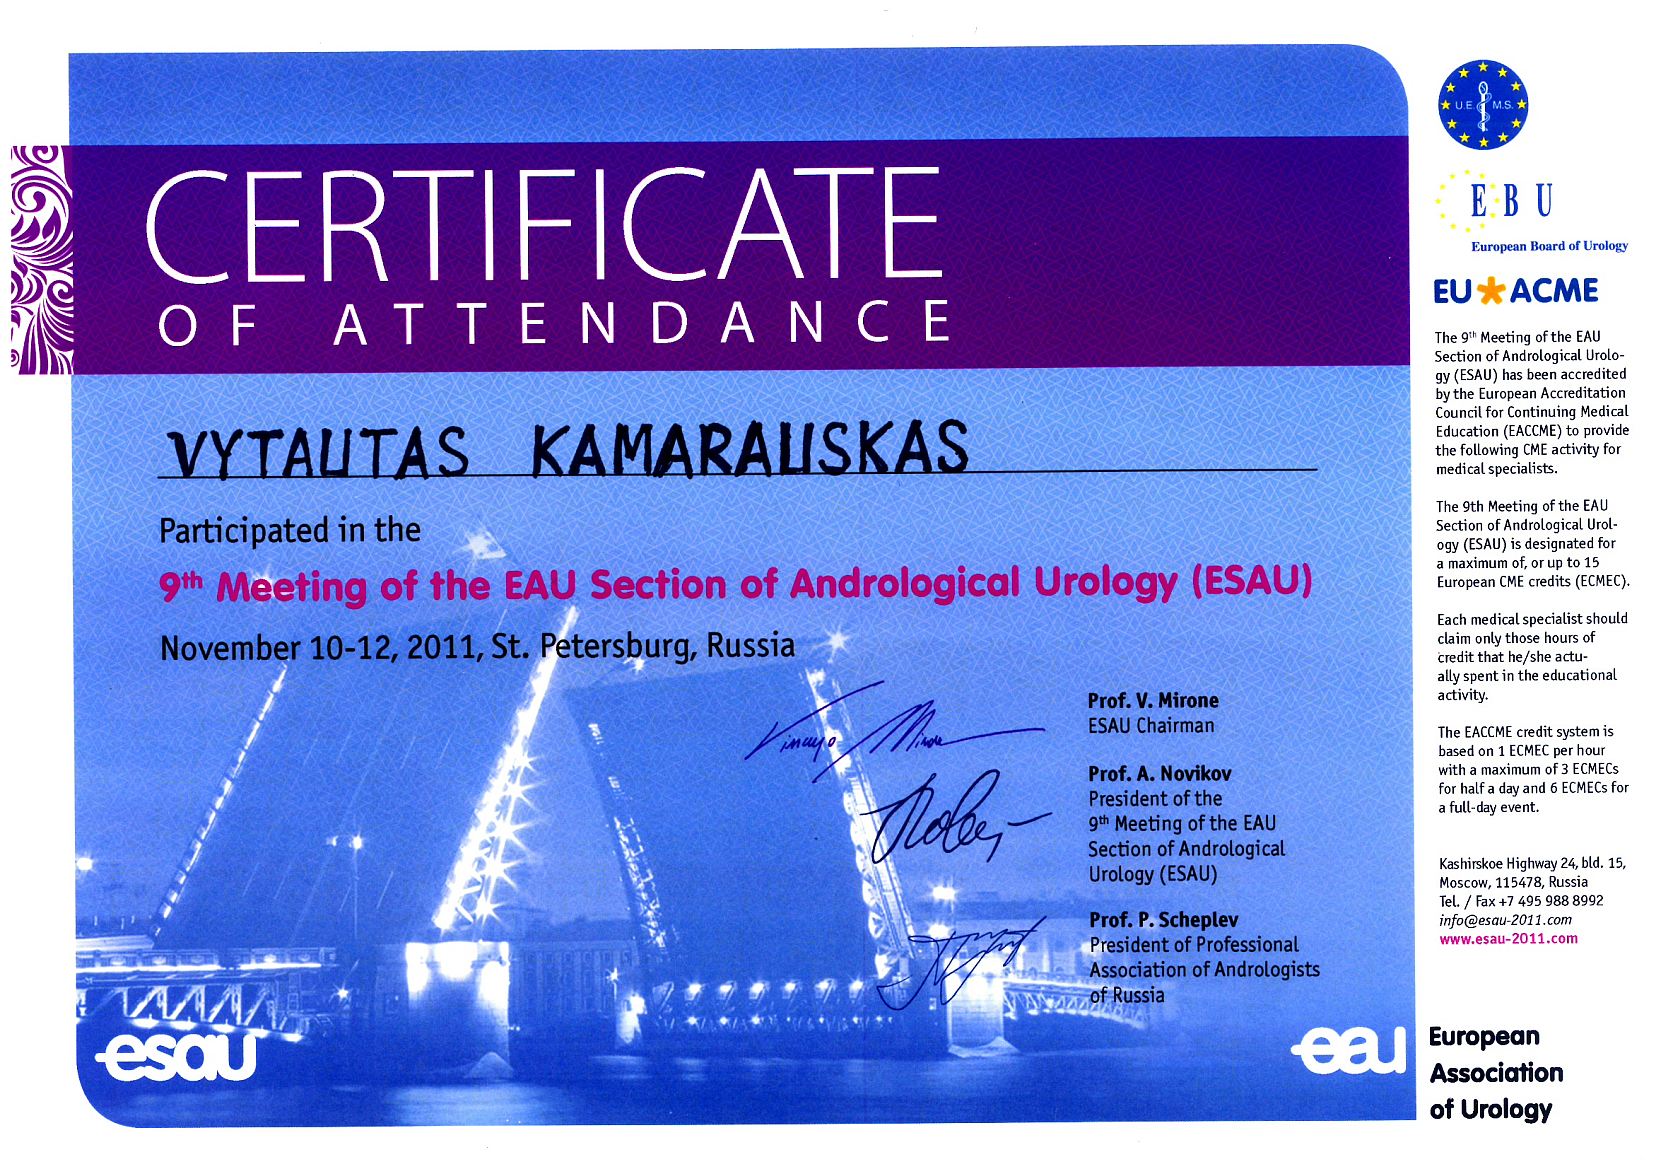 CERTIFICATE
OF ATTENDANCE
VYTAUTAS KAMARAUSKAS
Participated in the
9th Meeting of the EAU Section of Andrological Urology (ESAU)
November 10-12, 2011, St. Petersburg, Russia
Prof. V. Mirone
ESAU Chairman
Prof. A. Novikov
President of the
9th Meeting of the EAU
Section of Andrological
Urology (ESAU)
Prof. P. Scheplev
President of Professional
Association of Andrologists
of Russia
esau
eau
U.E.M.S.
EBU
European Board of Urology
EU ACME
The 9th Meeting of the EAU
Section of Andrological Urolo-
gy (ESAU) has been accredited
by the European Accreditation
Council for Continuing Medical
Education (EACCME) to provide
the following CME activity for
medical specialists.
The 9th Meeting of the EAU
Section of Andrological Urol-
ogy (ESAU) is designated for
a maximum of, or up to 15
European CME credits (ECMEC).
Each medical specialist should
claim only those hours of
credit that he/she actu-
ally spent in the educational
activity.
The EACCME credit system is
based on 1 ECMEC per hour
with a maximum of 3 ECMECs
for half a day and 6 ECMECs for
a full-day event.
Kashirskoe Highway 24, bld. 15,
Moscow, 115478, Russia
Tel. / Fax +7 495 988 8992
info@esau-2011.com
www.esau-2011.com
European
Association
of Urology